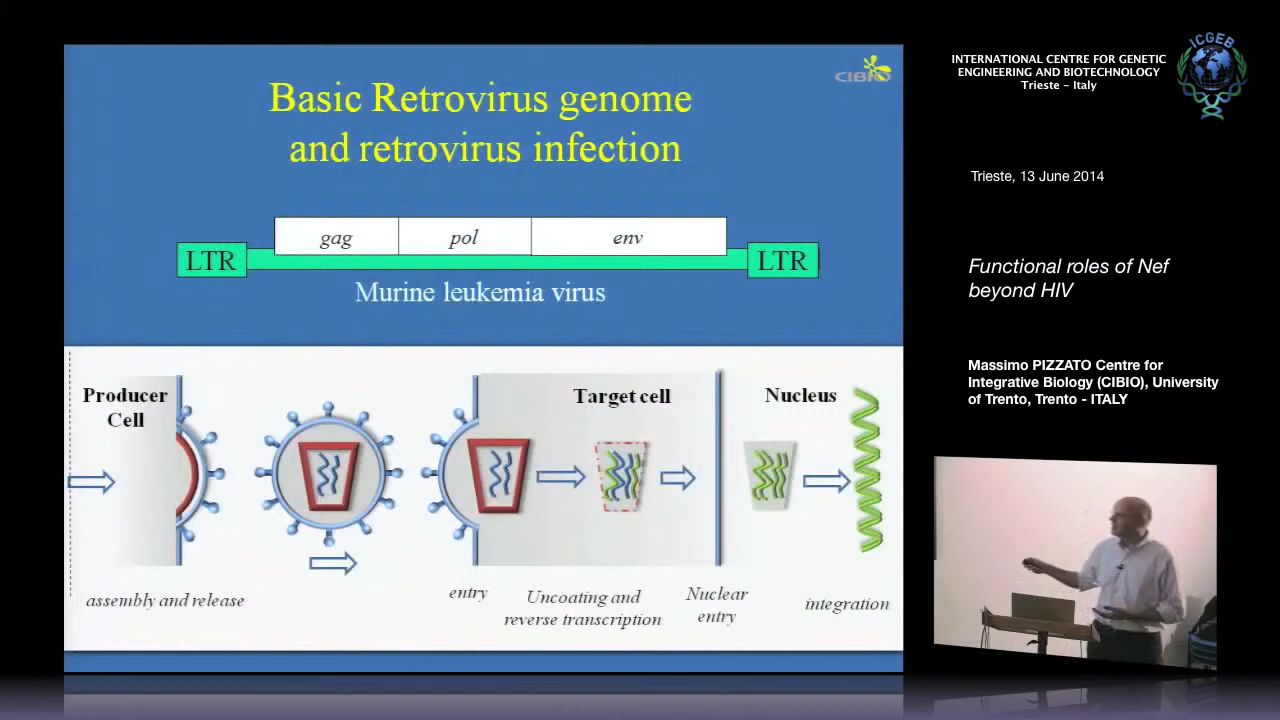 CIBIO
Basic Retrovirus genome
and retrovirus infection
gag pol env
LTR LTR
Murine leukemia virus
Producer
Cell
Target cell
Nucleus
assembly and release
entry
Uncoating and
reverse transcription
Nuclear
entry
integration
ICGEB
INTERNATIONAL CENTRE FOR GENETIC
ENGINEERING AND BIOTECHNOLOGY
Trieste - Italy
Trieste, 13 June 2014
Functional roles of Nef
beyond HIV
Massimo PIZZATO Centre for
Integrative Biology (CIBIO), University
of Trento, Trento - ITALY